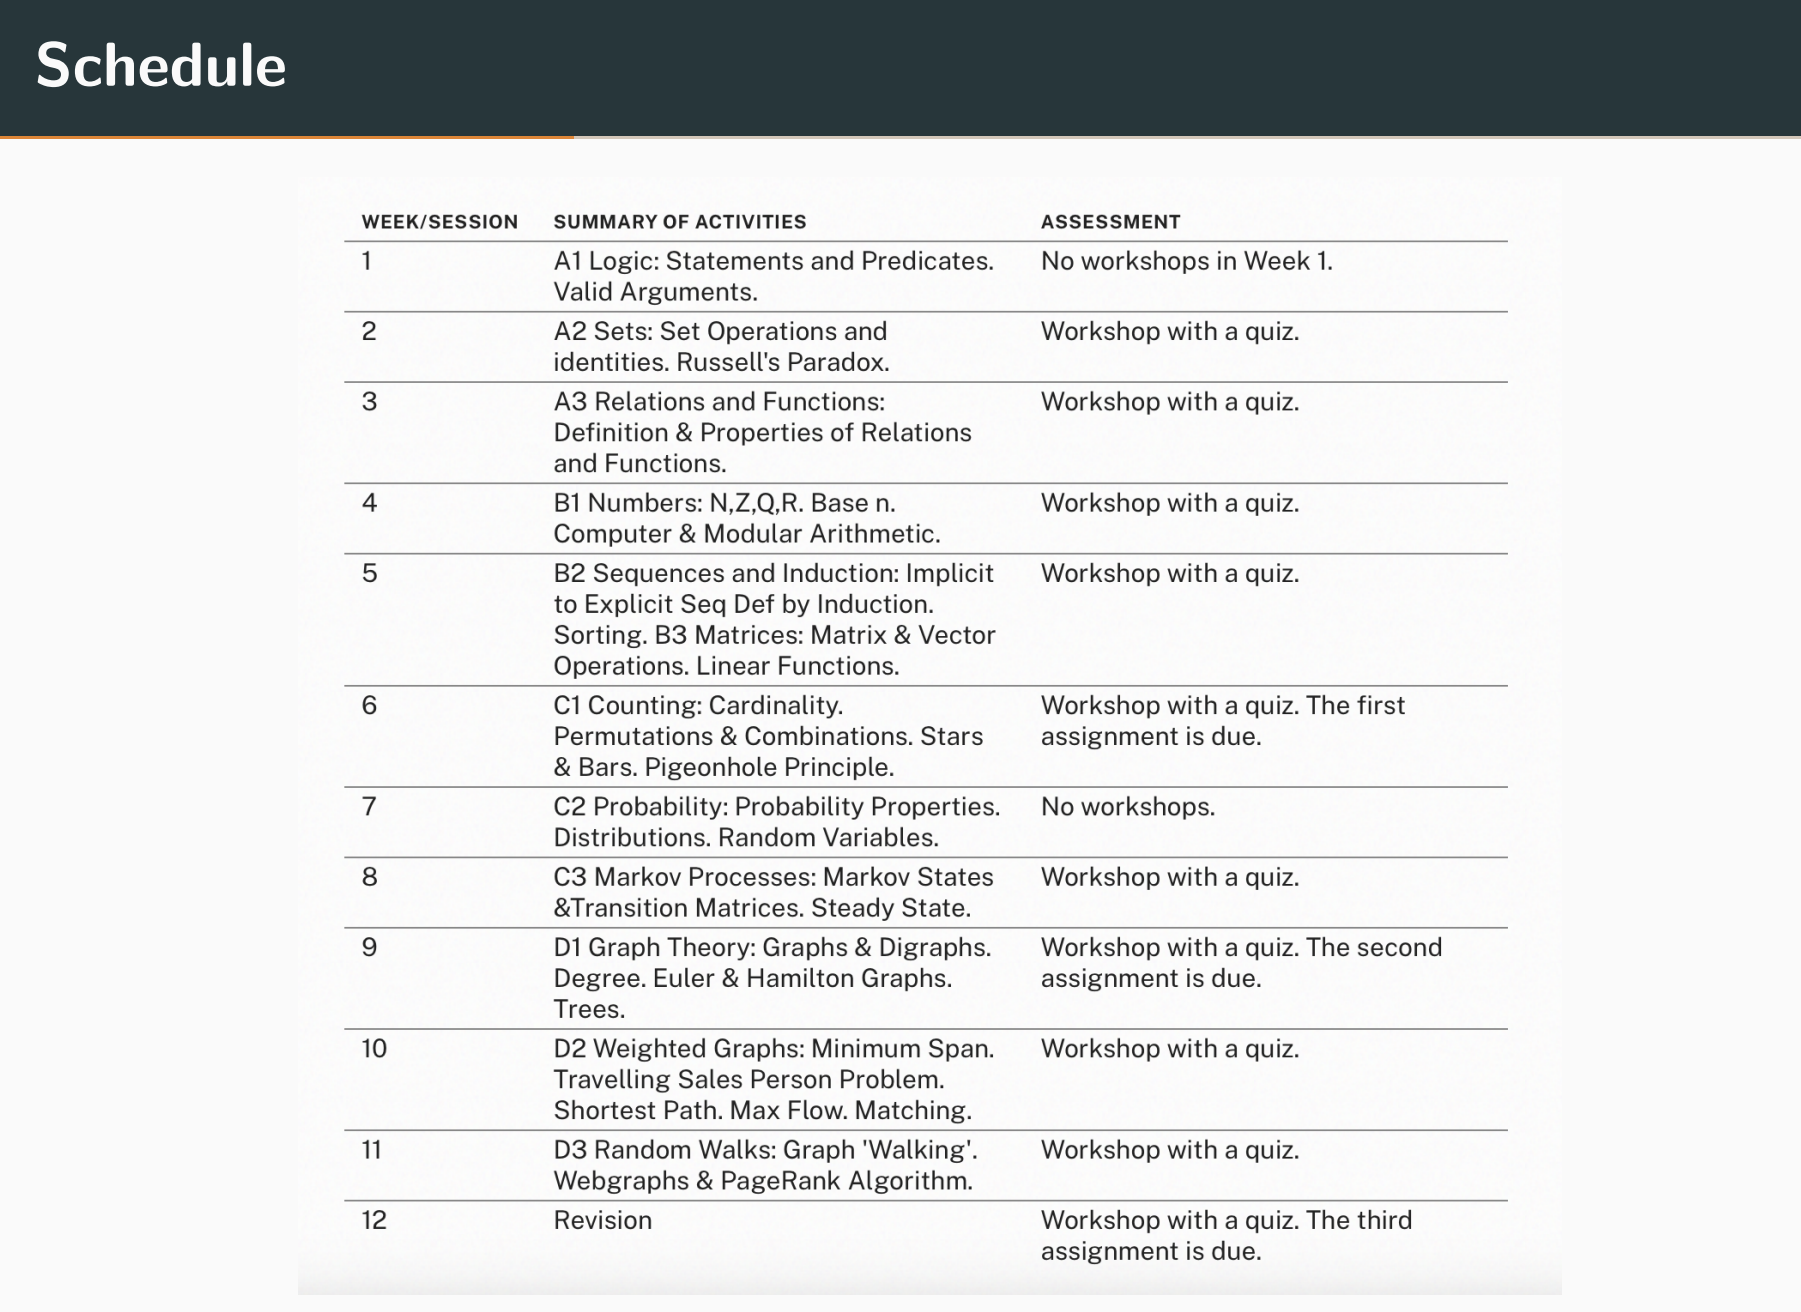 Schedule
WEEK/SESSION SUMMARY OF ACTIVITIES ASSESSMENT
1 A1 Logic: Statements and Predicates. No workshops in Week 1.
Valid Arguments.
2 A2 Sets: Set Operations and Workshop with a quiz.
identities. Russell's Paradox.
3 A3 Relations and Functions: Workshop with a quiz.
Definition & Properties of Relations
and Functions.
4 B1 Numbers: N,Z,Q,R. Base n. Workshop with a quiz.
Computer & Modular Arithmetic.
5 B2 Sequences and Induction: Implicit Workshop with a quiz.
to Explicit Seq Def by Induction.
Sorting. B3 Matrices: Matrix & Vector
Operations. Linear Functions.
6 C1 Counting: Cardinality. Workshop with a quiz. The first
Permutations & Combinations. Stars assignment is due.
& Bars. Pigeonhole Principle.
7 C2 Probability: Probability Properties. No workshops.
Distributions. Random Variables.
8 C3 Markov Processes: Markov States Workshop with a quiz.
&Transition Matrices. Steady State.
9 D1 Graph Theory: Graphs & Digraphs. Workshop with a quiz. The second
Degree. Euler & Hamilton Graphs. assignment is due.
Trees.
10 D2 Weighted Graphs: Minimum Span. Workshop with a quiz.
Travelling Sales Person Problem.
Shortest Path. Max Flow. Matching.
11 D3 Random Walks: Graph 'Walking'. Workshop with a quiz.
Webgraphs & PageRank Algorithm.
12 Revision Workshop with a quiz. The third
assignment is due.